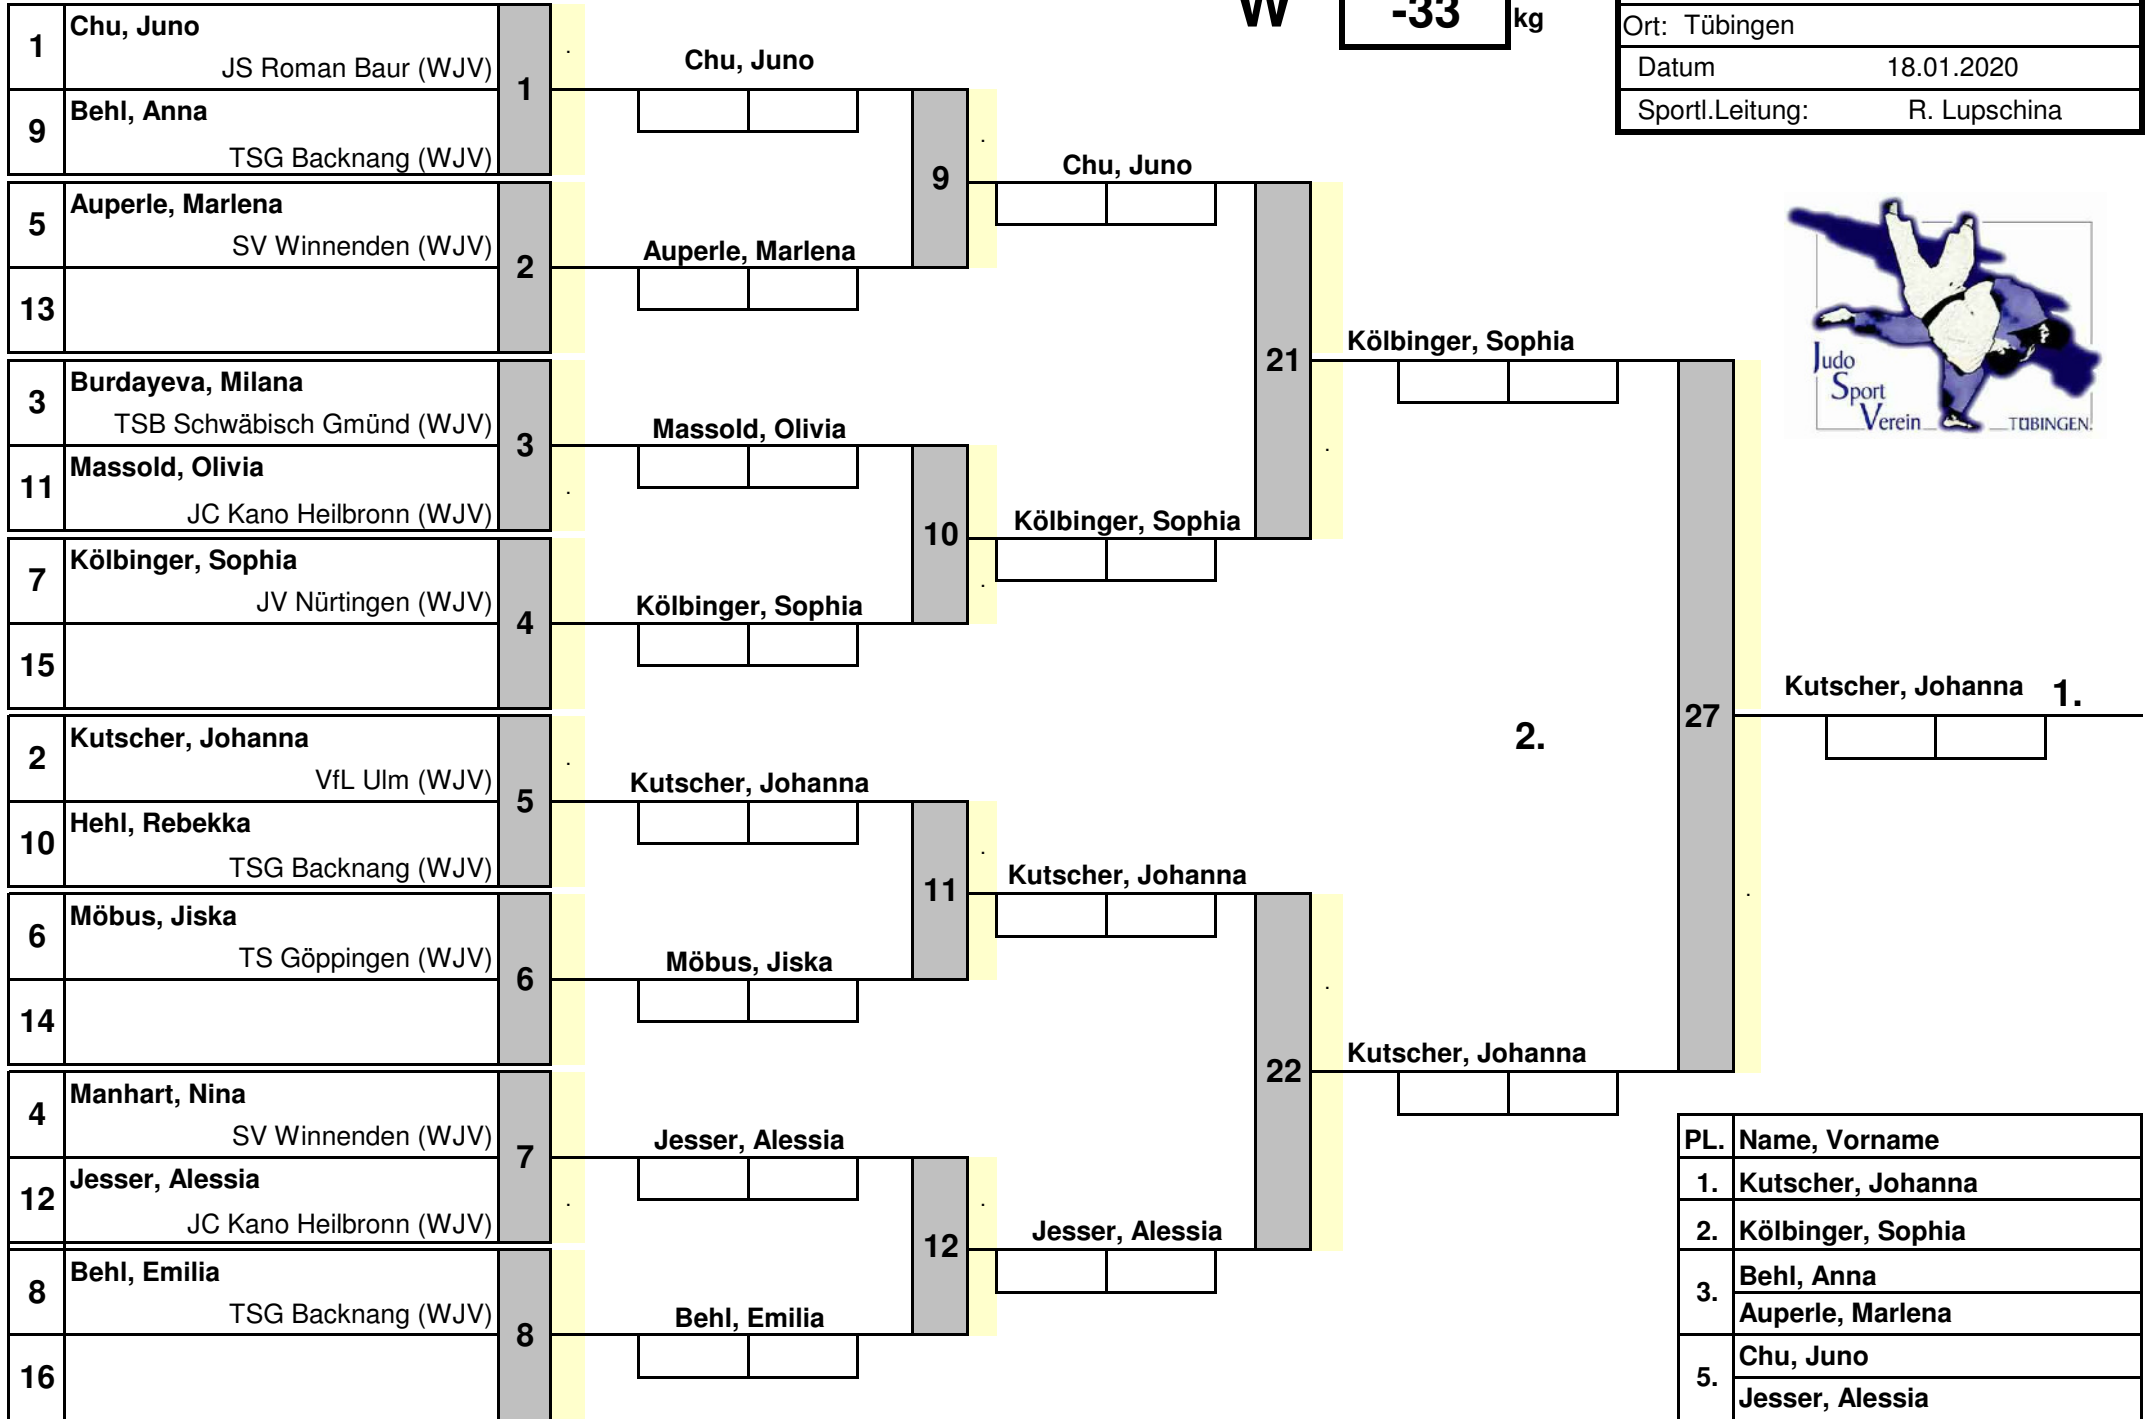 W -33 kg
Ort: Tübingen
Datum 18.01.2020
Sportl.Leitung: R. Lupschina
1 Chu, Juno
JS Roman Baur (WJV)
9 Behl, Anna
TSG Backnang (WJV)
1
5 Auperle, Marlena
SV Winnenden (WJV)
13
2
3 Burdayeva, Milana
TSB Schwäbisch Gmünd (WJV)
11 Massold, Olivia
JC Kano Heilbronn (WJV)
3
7 Kölbinger, Sophia
JV Nürtingen (WJV)
15
4
2 Kutscher, Johanna
VfL Ulm (WJV)
10 Hehl, Rebekka
TSG Backnang (WJV)
5
6 Möbus, Jiska
TS Göppingen (WJV)
14
6
4 Manhart, Nina
SV Winnenden (WJV)
12 Jesser, Alessia
JC Kano Heilbronn (WJV)
7
8 Behl, Emilia
TSG Backnang (WJV)
16
8
Chu, Juno
Auperle, Marlena
9
Massold, Olivia
Kölbinger, Sophia
10
Kutscher, Johanna
Möbus, Jiska
11
Jesser, Alessia
Behl, Emilia
12
Chu, Juno
Kölbinger, Sophia
21
Kutscher, Johanna
Jesser, Alessia
22
Kölbinger, Sophia
2.
Kutscher, Johanna
27
Kutscher, Johanna 1.
Judo
Sport
Verein TÜBINGEN
PL. Name, Vorname
1. Kutscher, Johanna
2. Kölbinger, Sophia
3. Behl, Anna
Auperle, Marlena
5. Chu, Juno
Jesser, Alessia